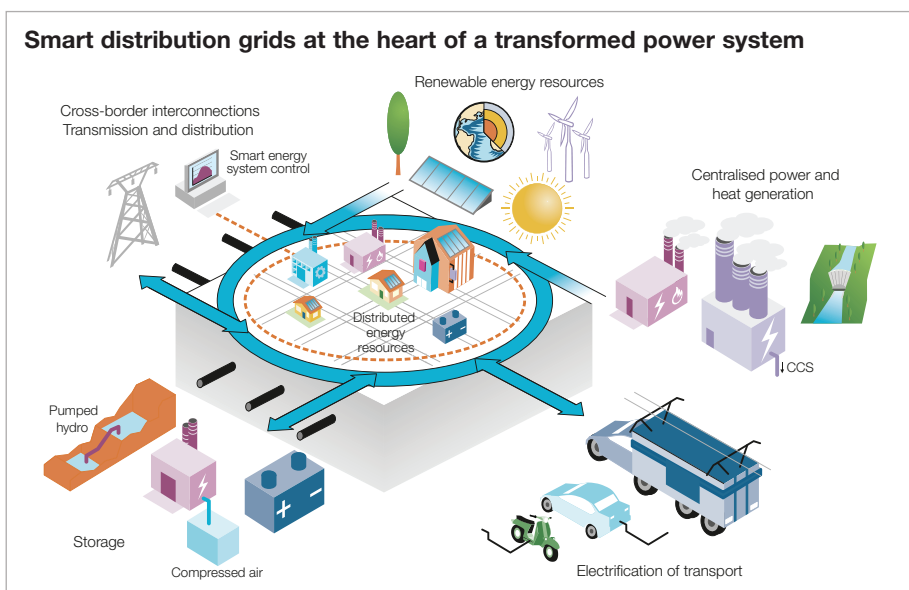 Smart distribution grids at the heart of a transformed power system
Renewable energy resources
Cross-border interconnections
Transmission and distribution
Smart energy
system control
Centralised power and
heat generation
Distributed
energy
resources
CCS
Pumped
hydro
Storage
Compressed air
Electrification of transport